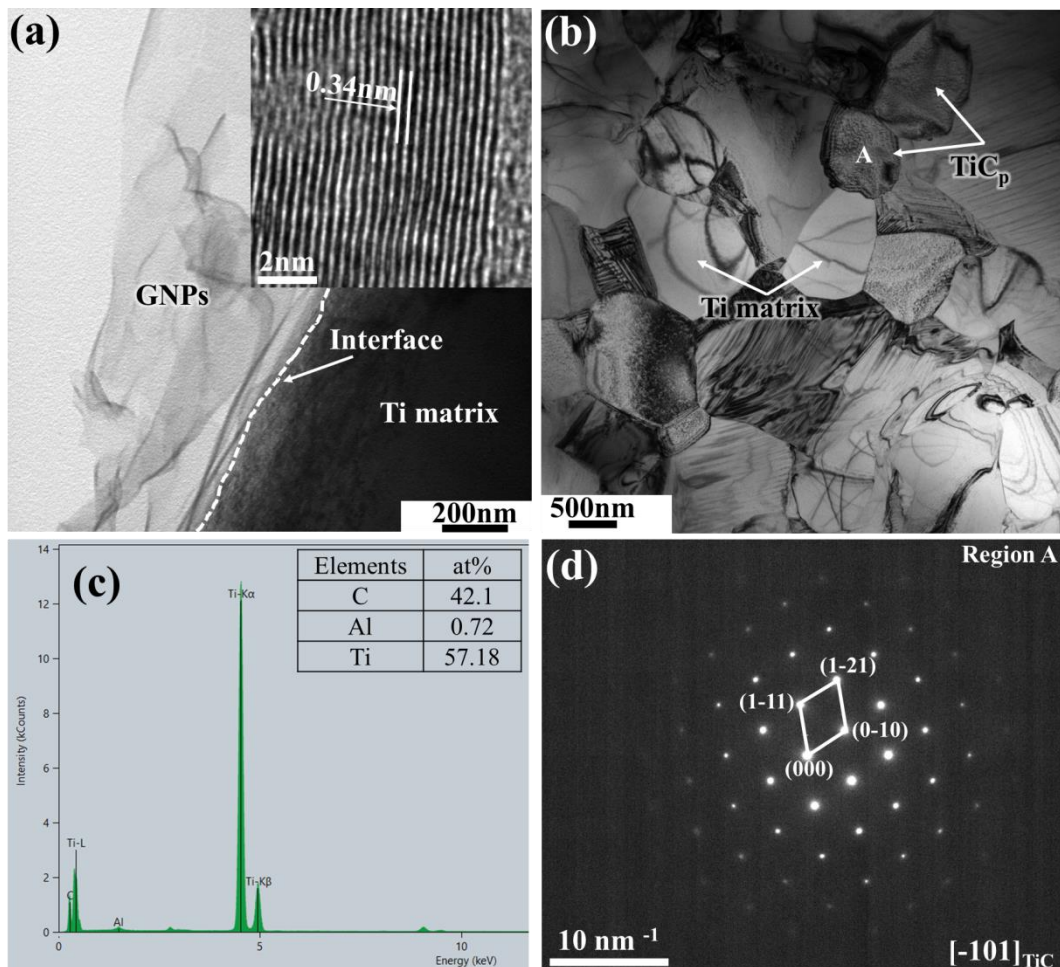 (a)
0.34nm
2nm
GNPs
Interface
Ti matrix
200nm
(b)
A
TiCp
Ti matrix
500nm
(c)
Elements at%
C 42.1
Al 0.72
Ti 57.18
14
12
10
8
6
4
2
0
Intensity (kCounts)
Ti-Kα
Ti-L
Ti-Kβ
C
Al
0 5 10
Energy (keV)
(d)
Region A
(1-21)
(1-11)
(0-10)
(000)
10 nm -1
[-101]TiC